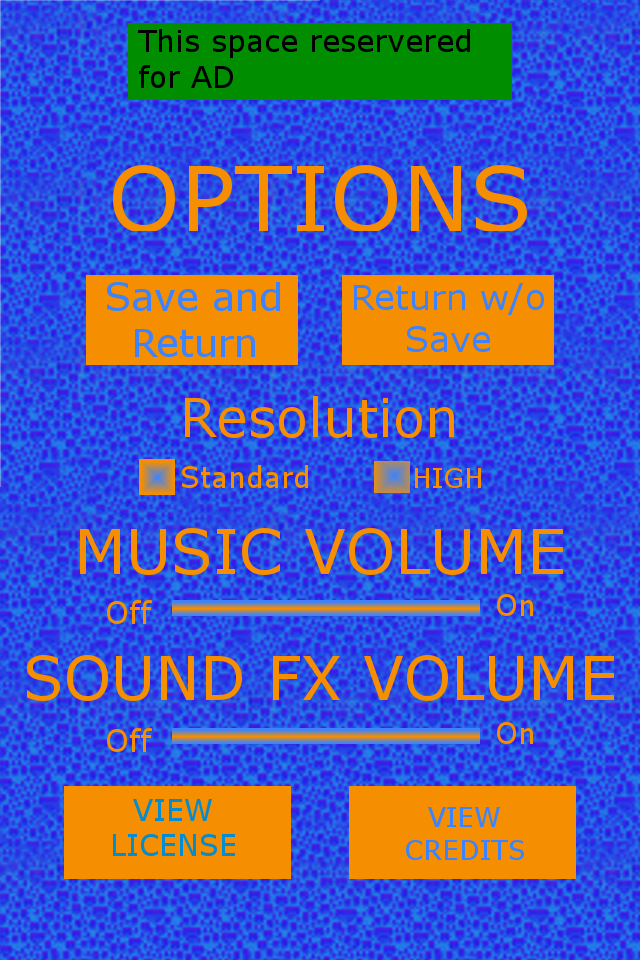 This space reservered
for AD
OPTIONS
Save and
Return
Return w/o
Save
Resolution
Standard HIGH
MUSIC VOLUME
Off On
SOUND FX VOLUME
Off On
VIEW
LICENSE
VIEW
CREDITS